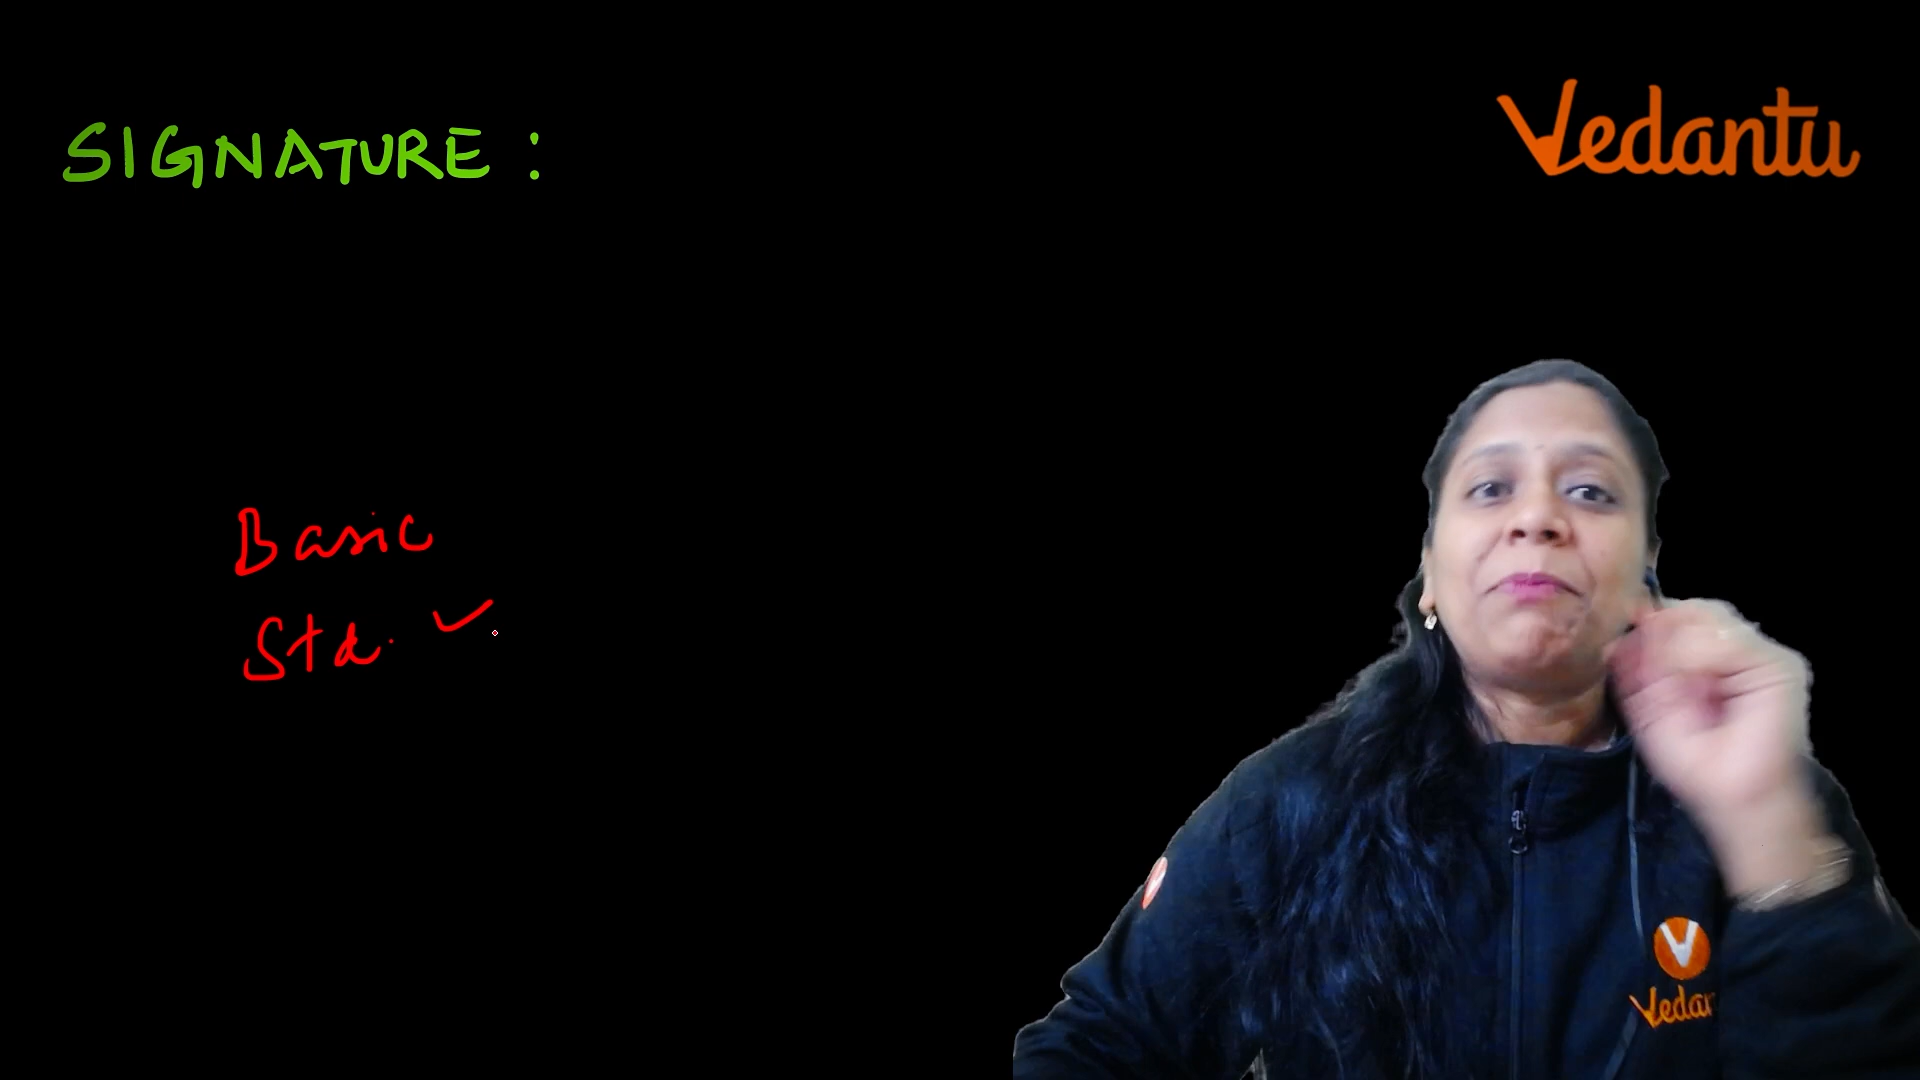 SIGNATURE :
Vedantu
Basic
Std. ✓
V
Vedan